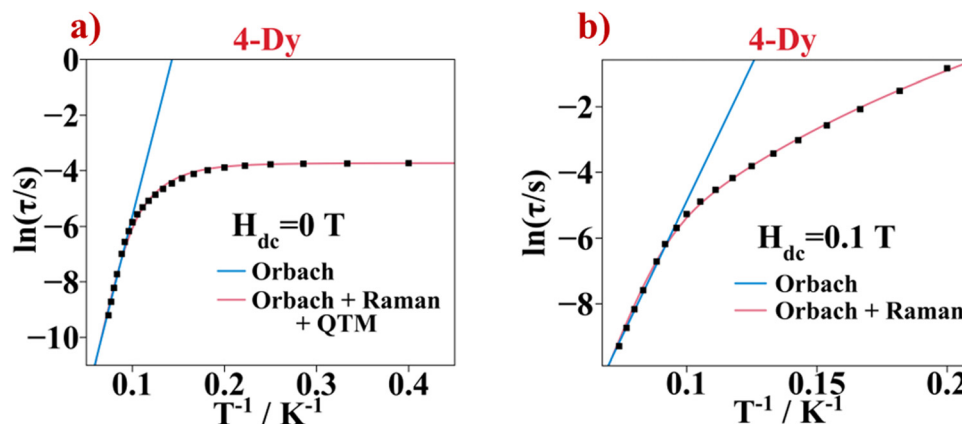 a)
4-Dy
0
−2
−4
−6
−8
−10
ln(τ/s)
H_dc=0 T
Orbach
Orbach + Raman
+ QTM
0.1 0.2 0.3 0.4
T⁻¹ / K⁻¹
b)
4-Dy
−2
−4
−6
−8
ln(τ/s)
H_dc=0.1 T
Orbach
Orbach + Raman
0.1 0.15 0.2
T⁻¹ / K⁻¹